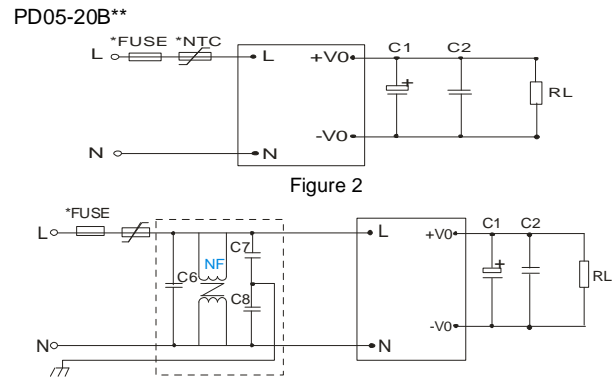 PD05-20B**
*FUSE *NTC C1 C2
L L +V0 +
RL
-V0
N N
Figure 2
*FUSE
L L +V0 C1 C2
C7
NF
C6 + RL
C8
-V0
N N